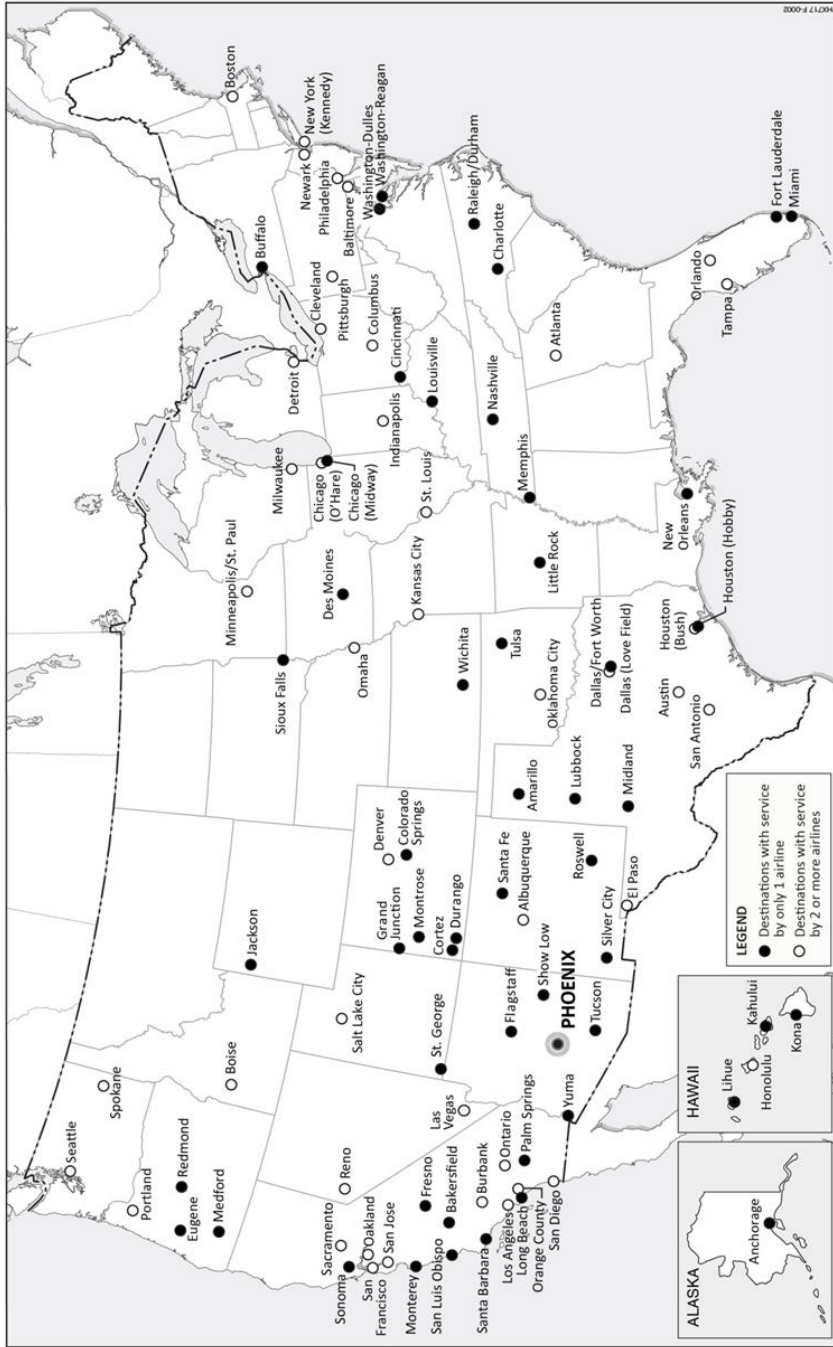 Seattle
Spokane
Portland
Eugene
Redmond
Medford
Boise
Jackson
Sacramento
Reno
Sonoma
Oakland
San
Francisco
San Jose
Monterey
Fresno
San Luis Obispo
Bakersfield
Santa Barbara
Burbank
Los Angeles
Long Beach
Orange County
Ontario
Palm Springs
San Diego
Las
Vegas
Salt Lake City
St. George
Yuma
Flagstaff
Show Low
PHOENIX
Tucson
Grand
Junction
Montrose
Cortez
Durango
Denver
Colorado
Springs
Santa Fe
Albuquerque
Roswell
Silver City
El Paso
Sioux Falls
Omaha
Wichita
Tulsa
Oklahoma City
Amarillo
Lubbock
Midland
Dallas/Fort Worth
Dallas (Love Field)
Austin
San Antonio
Houston
(Bush)
Houston (Hobby)
Minneapolis/St. Paul
Des Moines
Kansas City
Little Rock
New
Orleans
Milwaukee
Chicago
(O'Hare)
Chicago
(Midway)
St. Louis
Memphis
Detroit
Indianapolis
Louisville
Nashville
Cincinnati
Columbus
Cleveland
Pittsburgh
Atlanta
Buffalo
Boston
New York
(Kennedy)
Newark
Philadelphia
Baltimore
Washington-Dulles
Washington-Reagan
Raleigh/Durham
Charlotte
Orlando
Tampa
Fort Lauderdale
Miami
ALASKA
Anchorage
HAWAII
Lihue
Honolulu
Kahului
Kona
LEGEND
Destinations with service
by only 1 airline
Destinations with service
by 2 or more airlines
HX717 F-0002